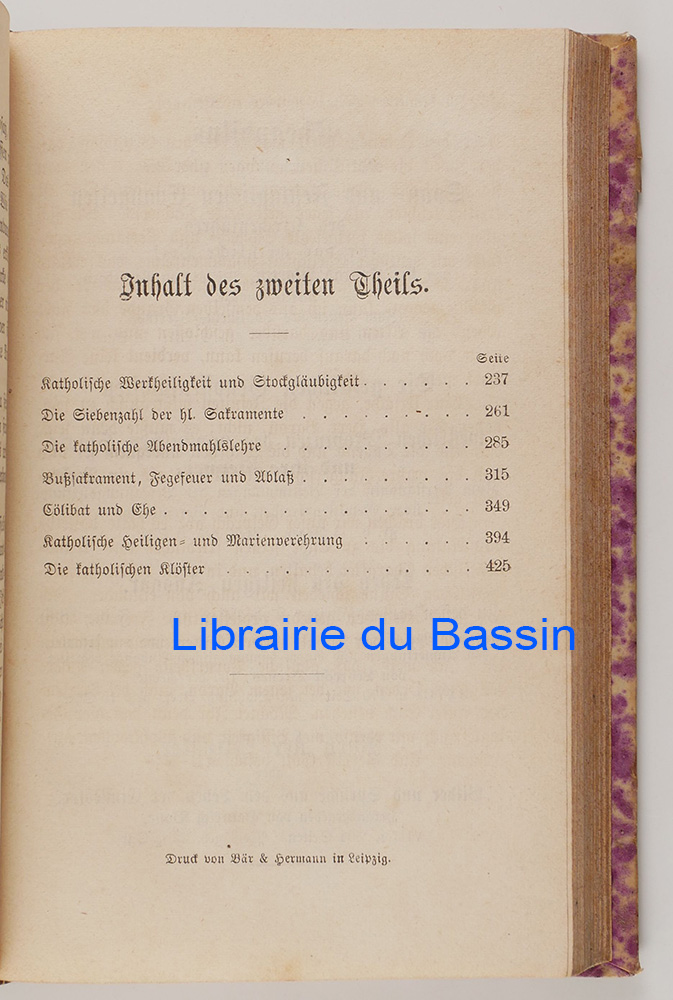 Inhalt des zweiten Theils.
Seite
Katholische Werkheiligkeit und Stockgläubigkeit . . . . . . 237
Die Siebenzahl der hl. Sakramente . . . . . . . . . 261
Die katholische Abendmahlslehre . . . . . . . . . . 285
Bußsakrament, Fegefeuer und Ablaß . . . . . . . . . 315
Cölibat und Ehe . . . . . . . . . . . . . . . . 349
Katholische Heiligen- und Marienverehrung . . . . . . 394
Die katholischen Klöster . . . . . . . . . . . . . 425
Librairie du Bassin
Druck von Bär & Hermann in Leipzig.